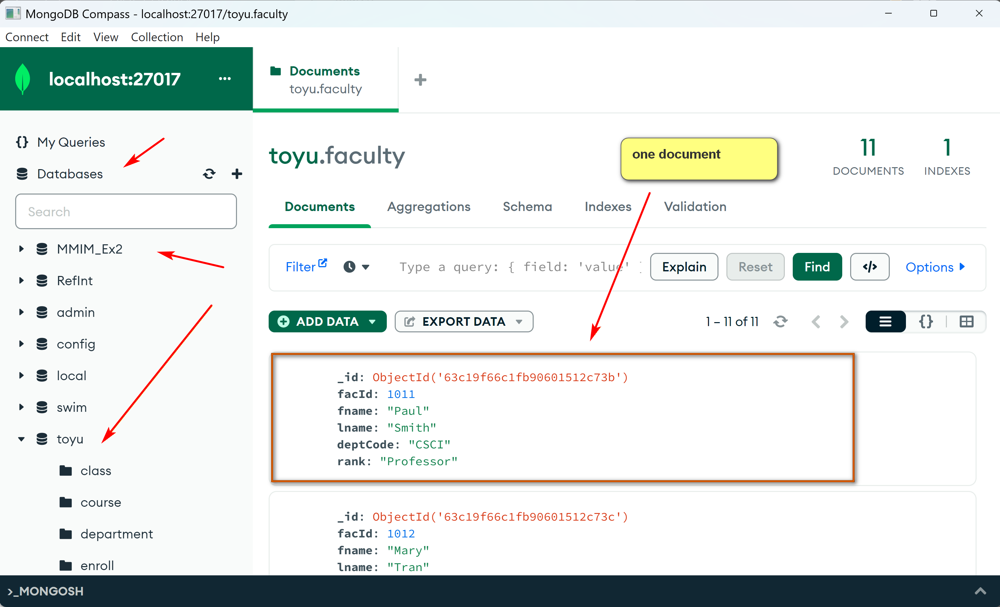 MongoDB Compass - localhost:27017/toyu.faculty
Connect Edit View Collection Help
localhost:27017
Documents
toyu.faculty
My Queries
Databases
Search
MMIM_Ex2
RefInt
admin
config
local
swim
toyu
class
course
department
enroll
toyu.faculty
one document
11
DOCUMENTS
1
INDEXES
Documents Aggregations Schema Indexes Validation
Filter Type a query: { field: 'value' Explain Reset Find </> Options
ADD DATA EXPORT DATA 1 – 11 of 11 {}
_id: ObjectId('63c19f66c1fb90601512c73b')
facId: 1011
fname: "Paul"
lname: "Smith"
deptCode: "CSCI"
rank: "Professor"
_id: ObjectId('63c19f66c1fb90601512c73c')
facId: 1012
fname: "Mary"
lname: "Tran"
>_MONGOSH